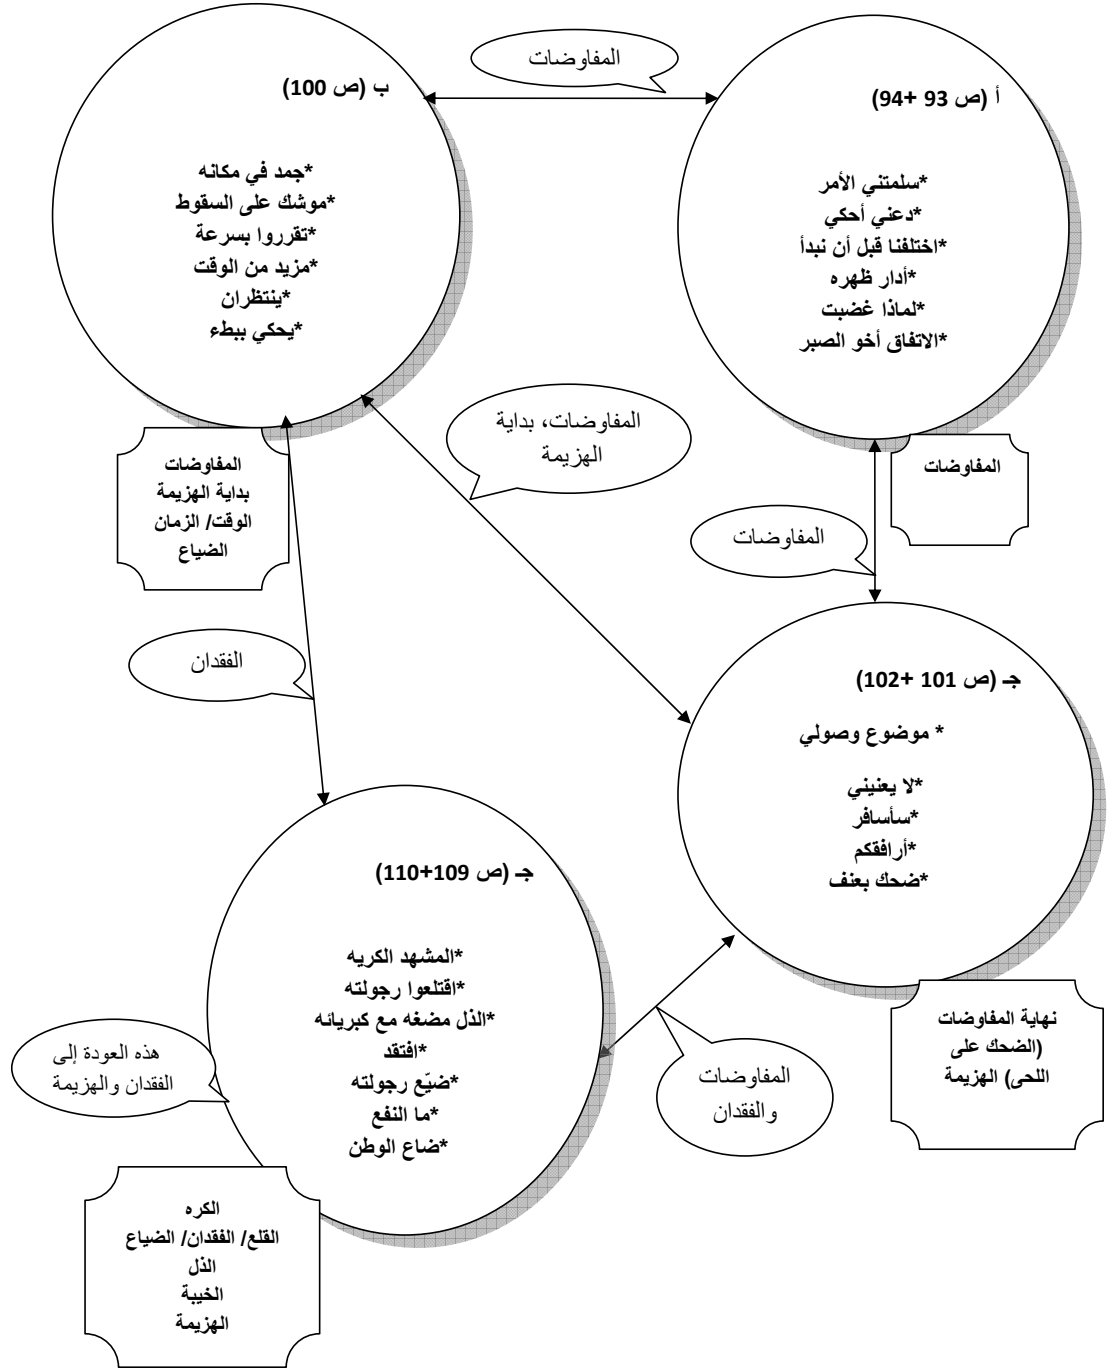 المفاوضات
أ (ص 93 +94)
*سلمتني الأمر
*دعني أحكي
*اختلفنا قبل أن نبدأ
*أدار ظهره
*لماذا غضبت
*الاتفاق أخو الصبر
ب (ص 100)
*جمد في مكانه
*موشك على السقوط
*تقرروا بسرعة
*مزيد من الوقت
*ينتظران
*يحكي ببطء
المفاوضات
المفاوضات، بداية
الهزيمة
المفاوضات
بداية الهزيمة
الوقت/ الزمان
الضياع
المفاوضات
الفقدان
جـ (ص 101 +102)
* موضوع وصولي
*لا يعنيني
*سأسافر
*أرافقكم
*ضحك بعنف
جـ (ص 109+110)
*المشهد الكريه
*اقتلعوا رجولته
*الذل مضغه مع كبريائه
*افتقد
*ضيّع رجولته
*ما النفع
*ضاع الوطن
نهاية المفاوضات
(الضحك على
اللحى) الهزيمة
المفاوضات
والفقدان
هذه العودة إلى
الفقدان والهزيمة
الكره
القلع/ الفقدان/ الضياع
الذل
الخيبة
الهزيمة